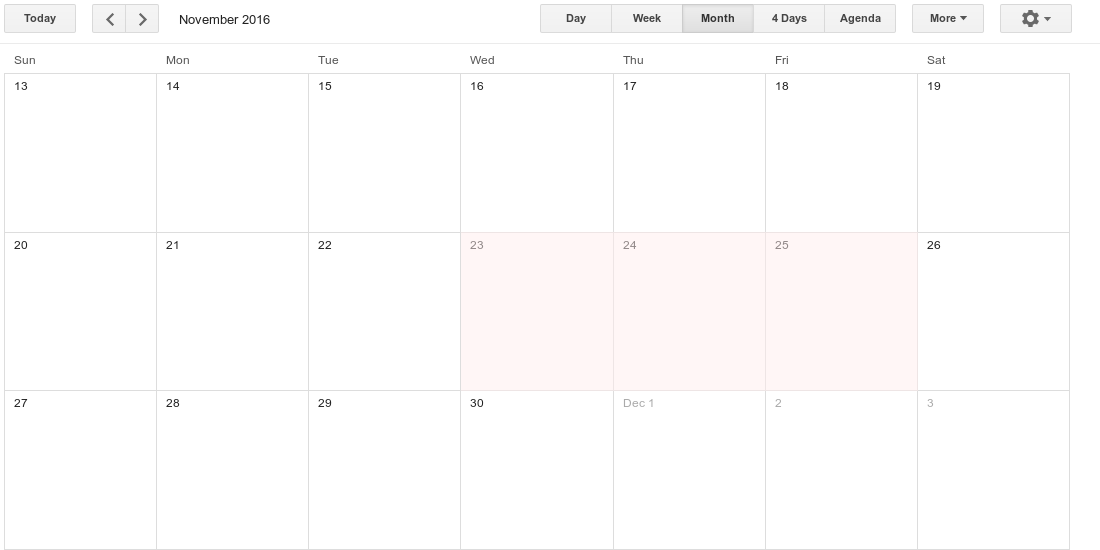 Today November 2016 Day Week Month 4 Days Agenda More
Sun Mon Tue Wed Thu Fri Sat
13 14 15 16 17 18 19
20 21 22 23 24 25 26
27 28 29 30 Dec 1 2 3